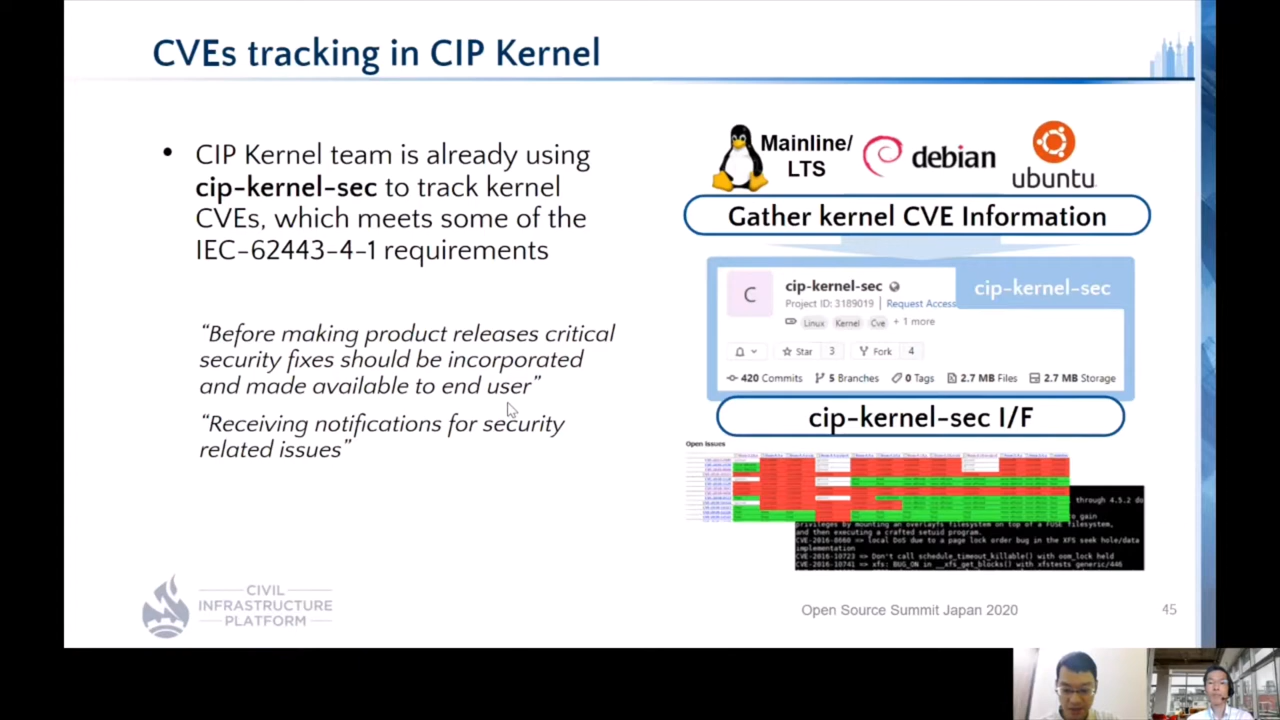 CVEs tracking in CIP Kernel
• CIP Kernel team is already using
cip-kernel-sec to track kernel
CVEs, which meets some of the
IEC-62443-4-1 requirements
“Before making product releases critical
security fixes should be incorporated
and made available to end user”
“Receiving notifications for security
related issues”
Mainline/
LTS
debian
ubuntu
Gather kernel CVE Information
cip-kernel-sec
C
cip-kernel-sec
Project ID: 3189019 | Request Access
Linux Kernel Cve + 1 more
Star 3 Fork 4
420 Commits 5 Branches 0 Tags 2.7 MB Files 2.7 MB Storage
cip-kernel-sec I/F
Open Issues
through 4.5.2 do
to gain
privileges by mounting an overlayfs filesystem on top of a FUSE filesystem,
and then executing a crafted setuid program.
CVE-2016-8660 => local DoS due to a page lock order bug in the XFS seek hole/data
implementation
CVE-2016-10723 => Don't call schedule_timeout_killable() with oom_lock held
CVE-2016-10741 => xfs: BUG_ON in __xfs_get_blocks() with xfstests generic/446
CIVIL
INFRASTRUCTURE
PLATFORM
Open Source Summit Japan 2020
45